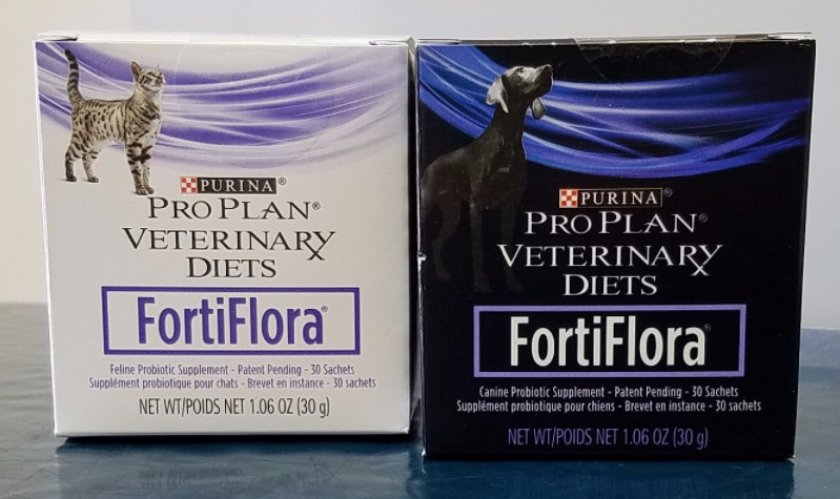 PURINA®
PRO PLAN®
VETERINARY
DIETS
FortiFlora®
Feline Probiotic Supplement - Patent Pending - 30 Sachets
Supplément probiotique pour chats - Brevet en instance - 30 sachets
NET WT/POIDS NET 1.06 OZ (30 g)
PURINA®
PRO PLAN®
VETERINARY
DIETS
FortiFlora®
Canine Probiotic Supplement - Patent Pending - 30 Sachets
Supplément probiotique pour chiens - Brevet en instance - 30 sachets
NET WT/POIDS NET 1.06 OZ (30 g)